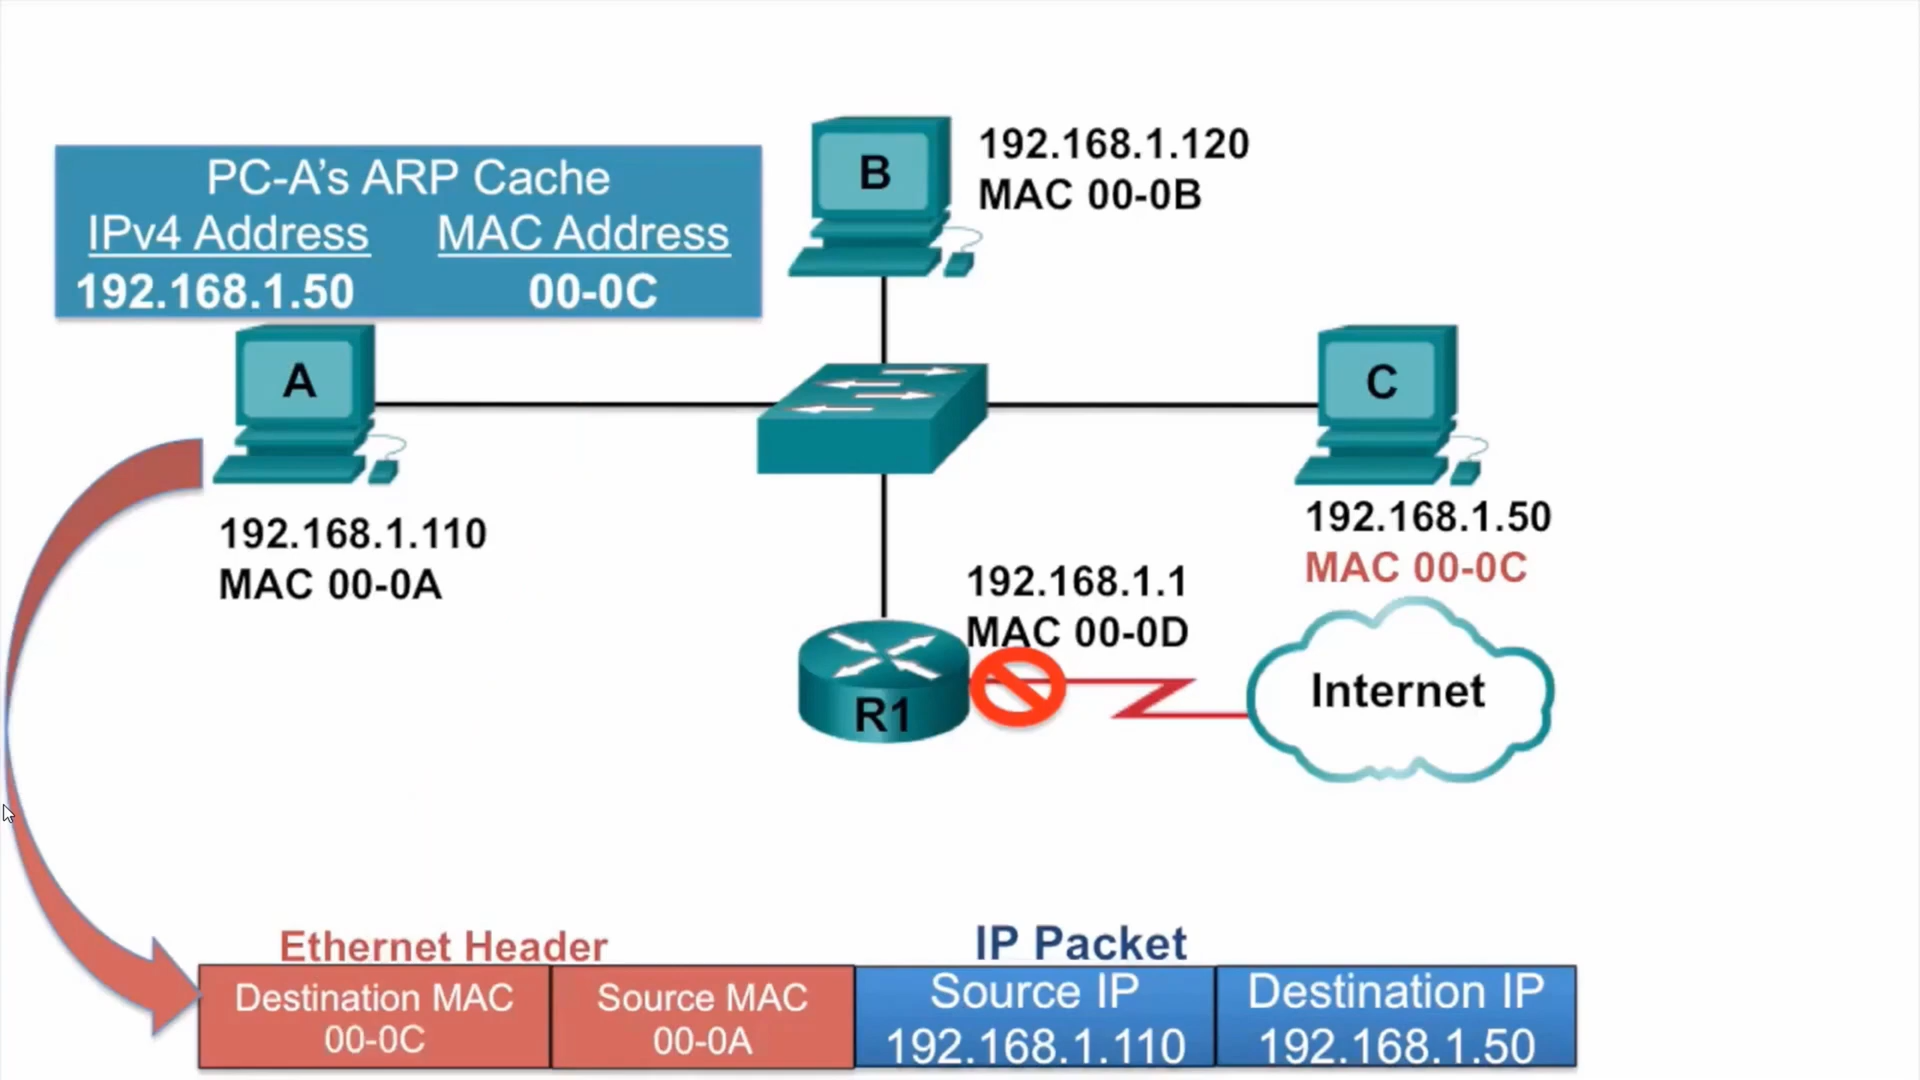 PC-A's ARP Cache
IPv4 Address MAC Address
192.168.1.50 00-0C
B
192.168.1.120
MAC 00-0B
A
192.168.1.110
MAC 00-0A
C
192.168.1.50
MAC 00-0C
192.168.1.1
MAC 00-0D
R1
Internet
Ethernet Header
IP Packet
Destination MAC
00-0C
Source MAC
00-0A
Source IP
192.168.1.110
Destination IP
192.168.1.50